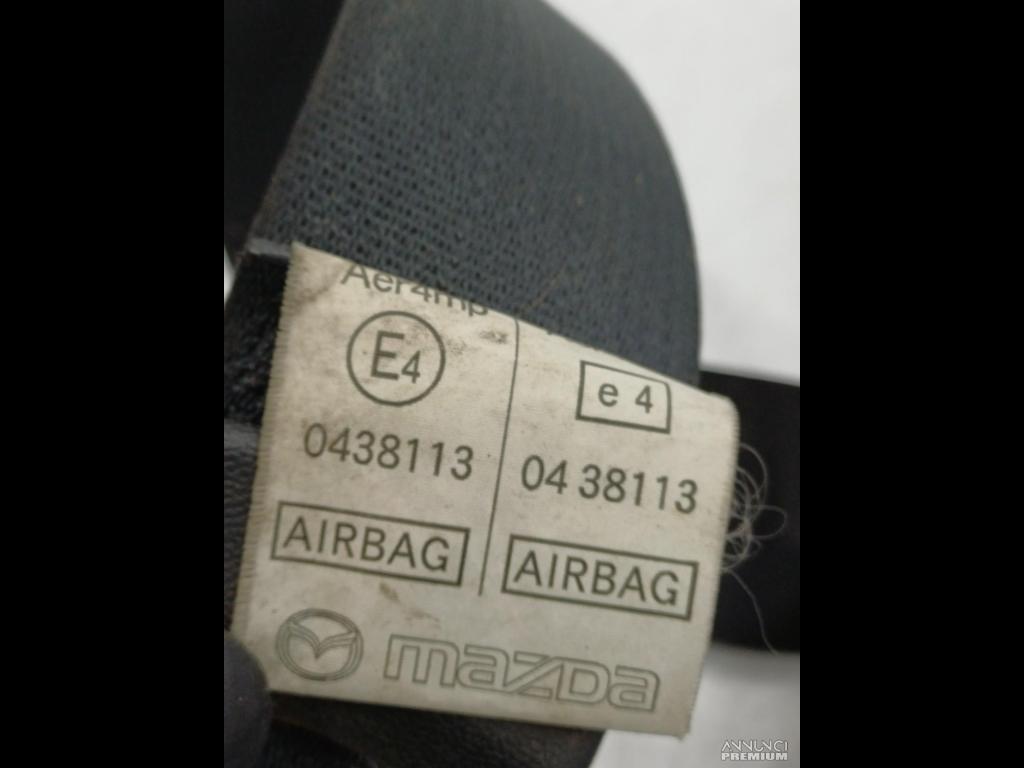 Aer4mp
E4
0438113
AIRBAG
e 4
04 38113
AIRBAG
mazda
ANNUNCI
PREMIUM